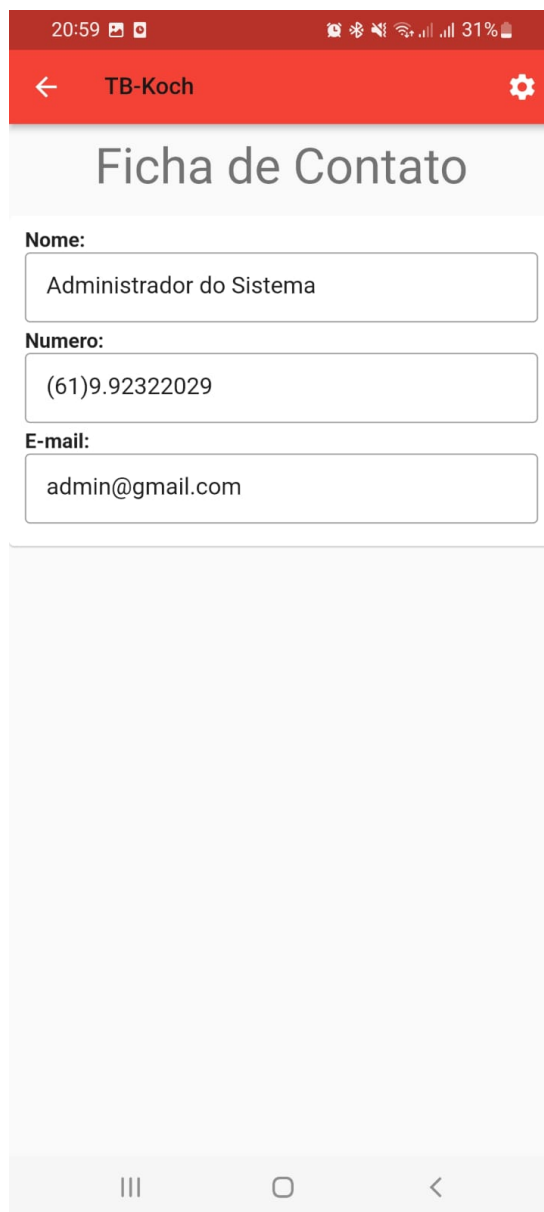 20:59 31%
TB-Koch
Ficha de Contato
Nome:
Administrador do Sistema
Numero:
(61)9.92322029
E-mail:
admin@gmail.com